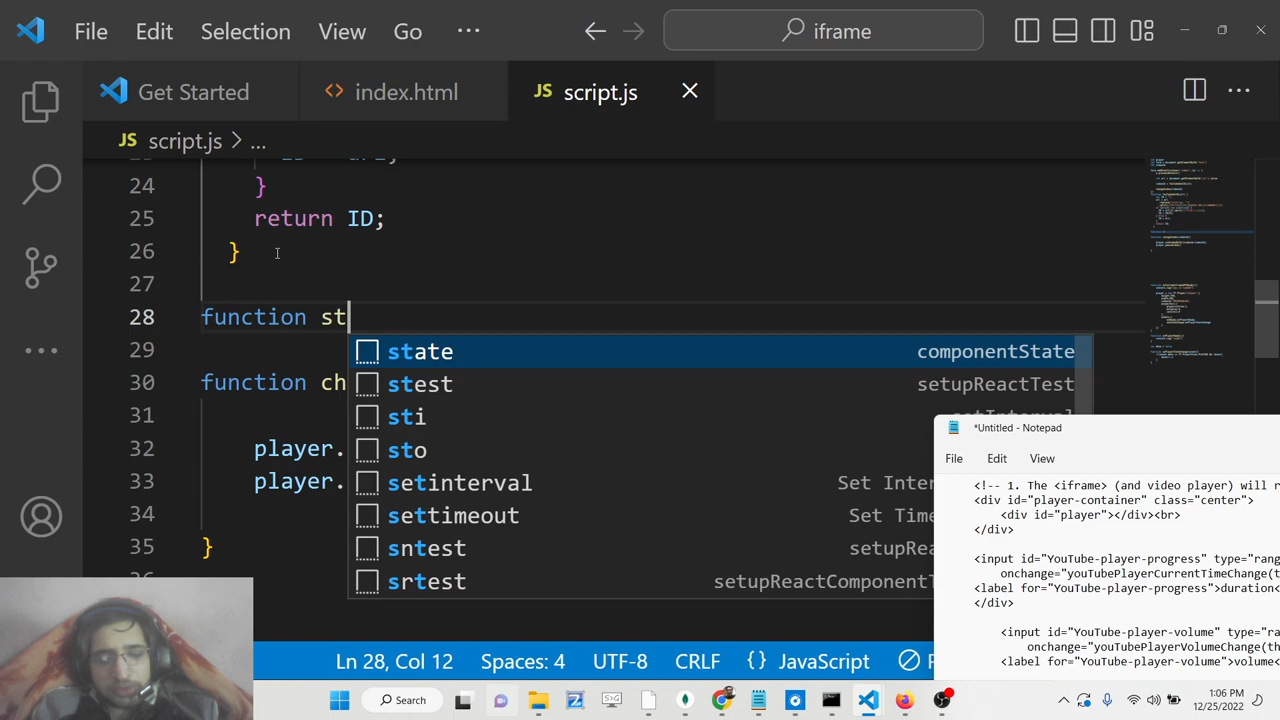 File Edit Selection View Go ··· iframe
Get Started index.html JS script.js
JS script.js > ...
24 }
25 return ID;
26 }
27
28 function st
29
30 function ch
31
32 player.
33 player.
34
35 }
state componentState
stest setupReactTest
sti
sto
setinterval Set Inter
settimeout Set Time
sntest setupRea
srtest setupReactComponentT
*Untitled - Notepad
File Edit View
<!-- 1. The <iframe> (and video player) will r
<div id="player-container" class="center">
<div id="player"></div><br>
</div>
<input id="YouTube-player-progress" type="rang
onchange="youTubePlayerCurrentTimeChange(t
<label for="YouTube-player-progress">duration<
</div>
<input id="YouTube-player-volume" type="ra
onchange="youTubePlayerVolumeChange(t
<label for="YouTube-player-volume">volume<
Ln 28, Col 12 Spaces: 4 UTF-8 CRLF {} JavaScript
Search
1:06 PM
12/25/2022